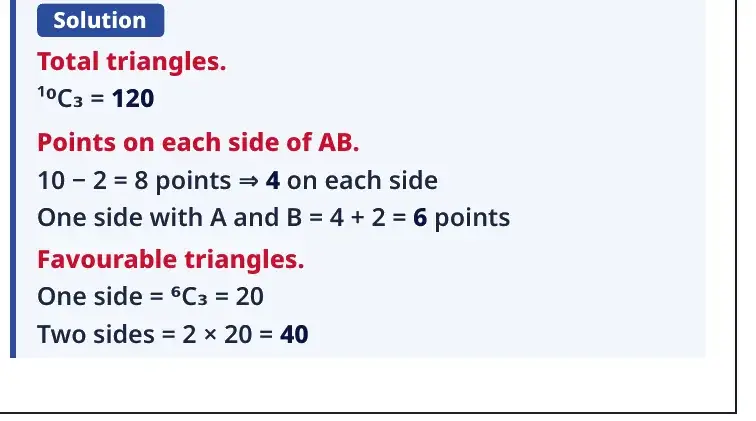 Solution
Total triangles.
¹⁰C₃ = 120
Points on each side of AB.
10 − 2 = 8 points ⇒ 4 on each side
One side with A and B = 4 + 2 = 6 points
Favourable triangles.
One side = ⁶C₃ = 20
Two sides = 2 × 20 = 40